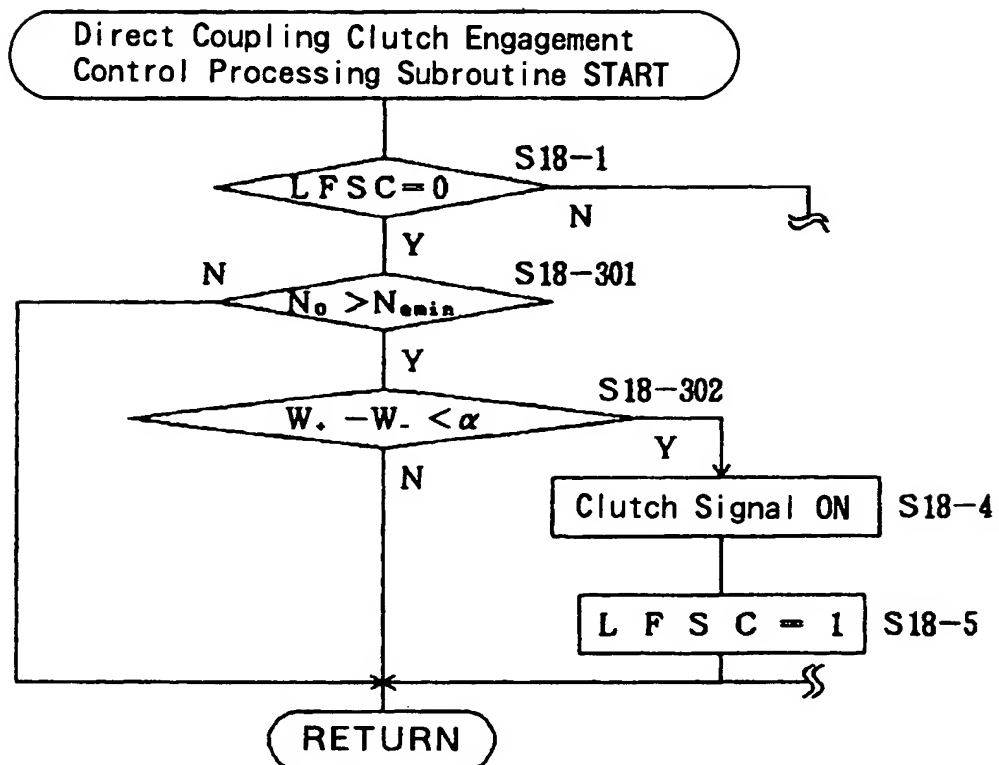 Direct Coupling Clutch Engagement
Control Processing Subroutine START
S18-1
LFSC=0
N
Y
N
S18-301
N₀ >Nₑₘᵢₙ
Y
S18-302
W₊ -W₋ <α
Y
N
Clutch Signal ON
S18-4
L F S C = 1
S18-5
RETURN